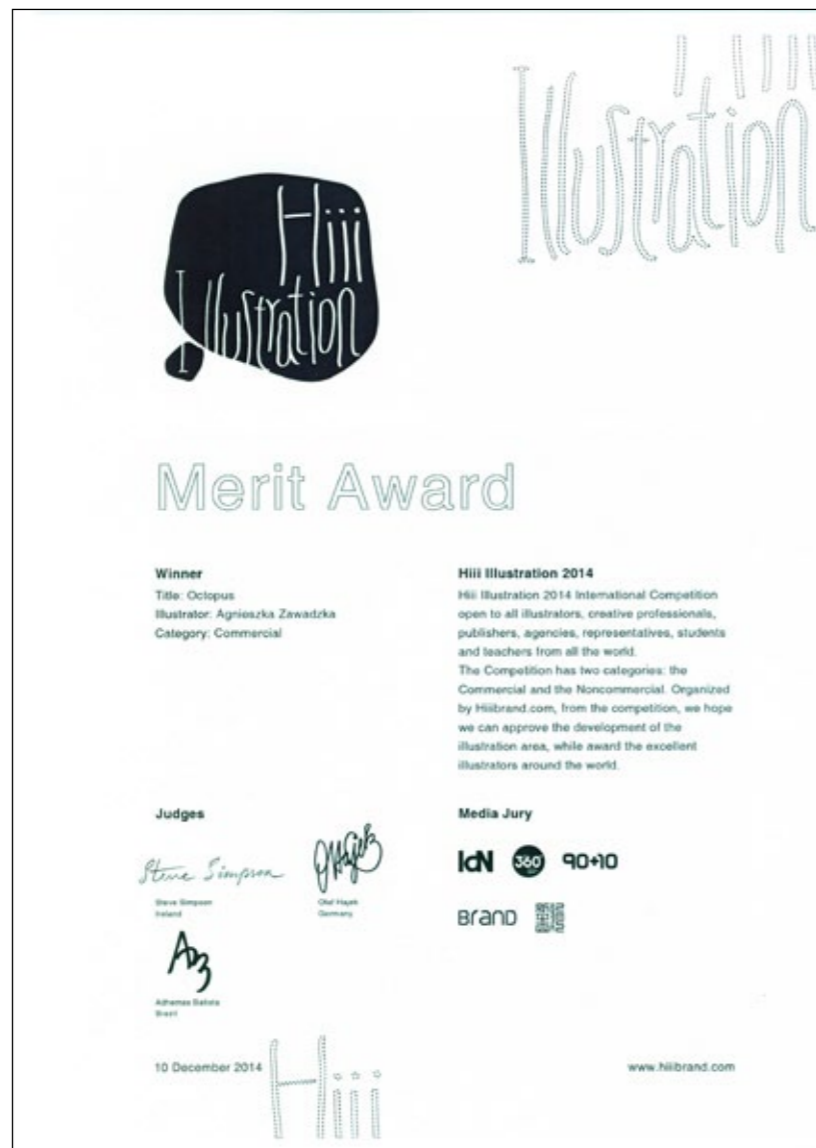 Hiii
Illustration
Hiii
Illustration
Merit Award
Winner
Title: Octopus
Illustrator: Agnieszka Zawadzka
Category: Commercial
Hiii Illustration 2014
Hiii Illustration 2014 International Competition
open to all illustrators, creative professionals,
publishers, agencies, representatives, students
and teachers from all the world.
The Competition has two categories: the
Commercial and the Noncommercial. Organized
by Hiiibrand.com, from the competition, we hope
we can approve the development of the
illustration area, while award the excellent
illustrators around the world.
Judges
Steve Simpson
Steve Simpson
Ireland
OHajek
Olaf Hajek
Germany
Adhemas Batista
Brazil
Media Jury
IdN 360° 90+10
BranD
10 December 2014
Hiii
www.hiiibrand.com